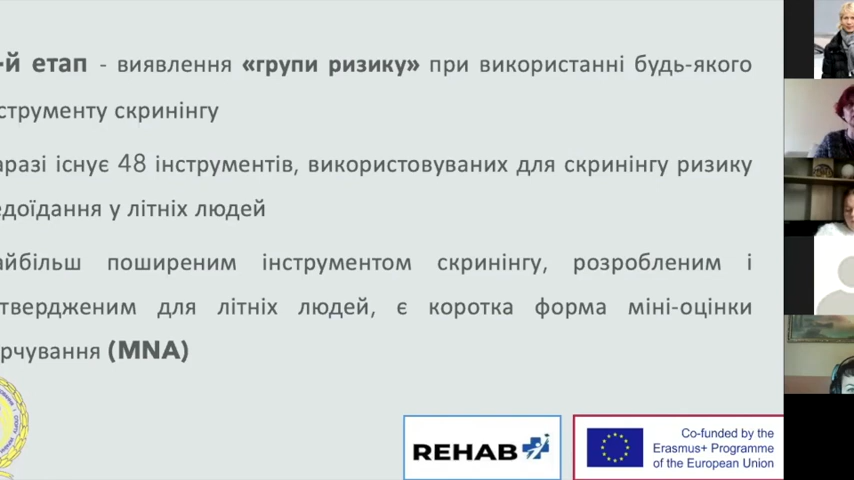 -й етап - виявлення «групи ризику» при використанні будь-якого
струменту скринінгу
аразі існує 48 інструментів, використовуваних для скринінгу ризику
едоїдання у літніх людей
айбільш поширеним інструментом скринінгу, розробленим і
твердженим для літніх людей, є коротка форма міні-оцінки
рчування (MNA)
REHAB
Co-funded by the
Erasmus+ Programme
of the European Union